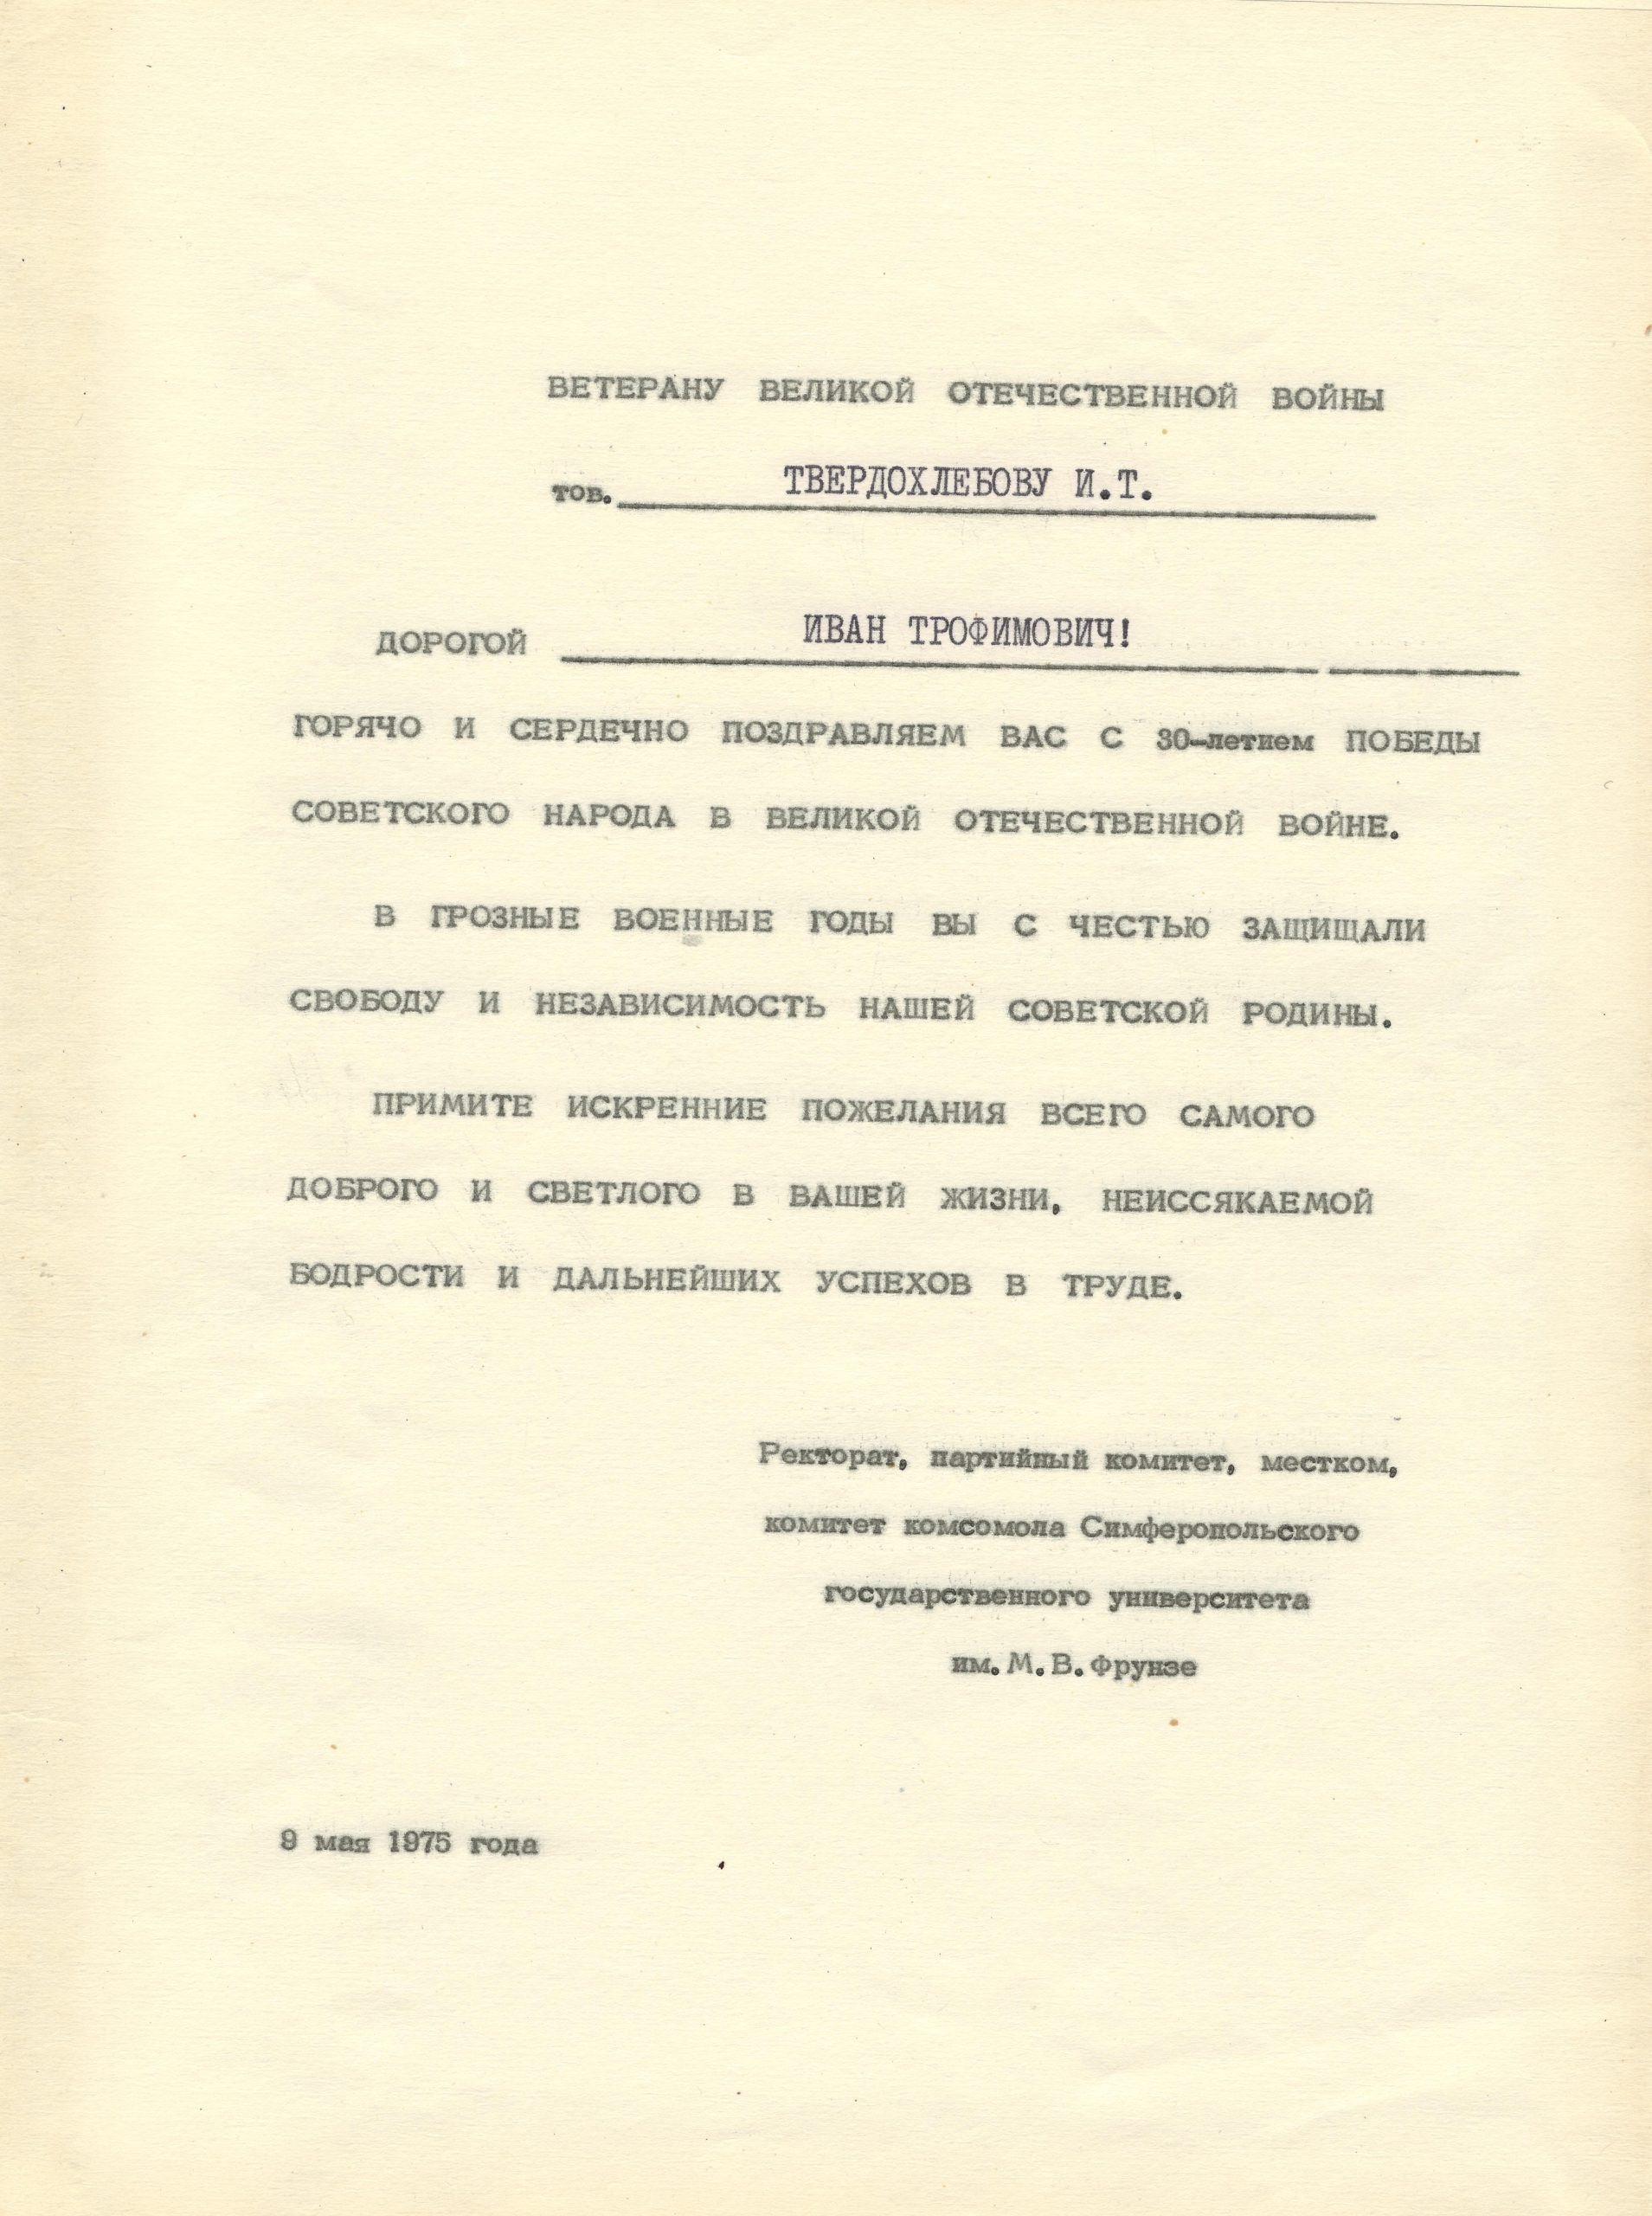 ВЕТЕРАНУ ВЕЛИКОЙ ОТЕЧЕСТВЕННОЙ ВОЙНЫ
тов. ТВЕРДОХЛЕБОВУ И.Т.
ДОРОГОЙ ИВАН ТРОФИМОВИЧ!
ГОРЯЧО И СЕРДЕЧНО ПОЗДРАВЛЯЕМ ВАС С 30-летием ПОБЕДЫ
СОВЕТСКОГО НАРОДА В ВЕЛИКОЙ ОТЕЧЕСТВЕННОЙ ВОЙНЕ.
В ГРОЗНЫЕ ВОЕННЫЕ ГОДЫ ВЫ С ЧЕСТЬЮ ЗАЩИЩАЛИ
СВОБОДУ И НЕЗАВИСИМОСТЬ НАШЕЙ СОВЕТСКОЙ РОДИНЫ.
ПРИМИТЕ ИСКРЕННИЕ ПОЖЕЛАНИЯ ВСЕГО САМОГО
ДОБРОГО И СВЕТЛОГО В ВАШЕЙ ЖИЗНИ, НЕИССЯКАЕМОЙ
БОДРОСТИ И ДАЛЬНЕЙШИХ УСПЕХОВ В ТРУДЕ.
Ректорат, партийный комитет, местком,
комитет комсомола Симферопольского
государственного университета
им. М.В.Фрунзе
9 мая 1975 года